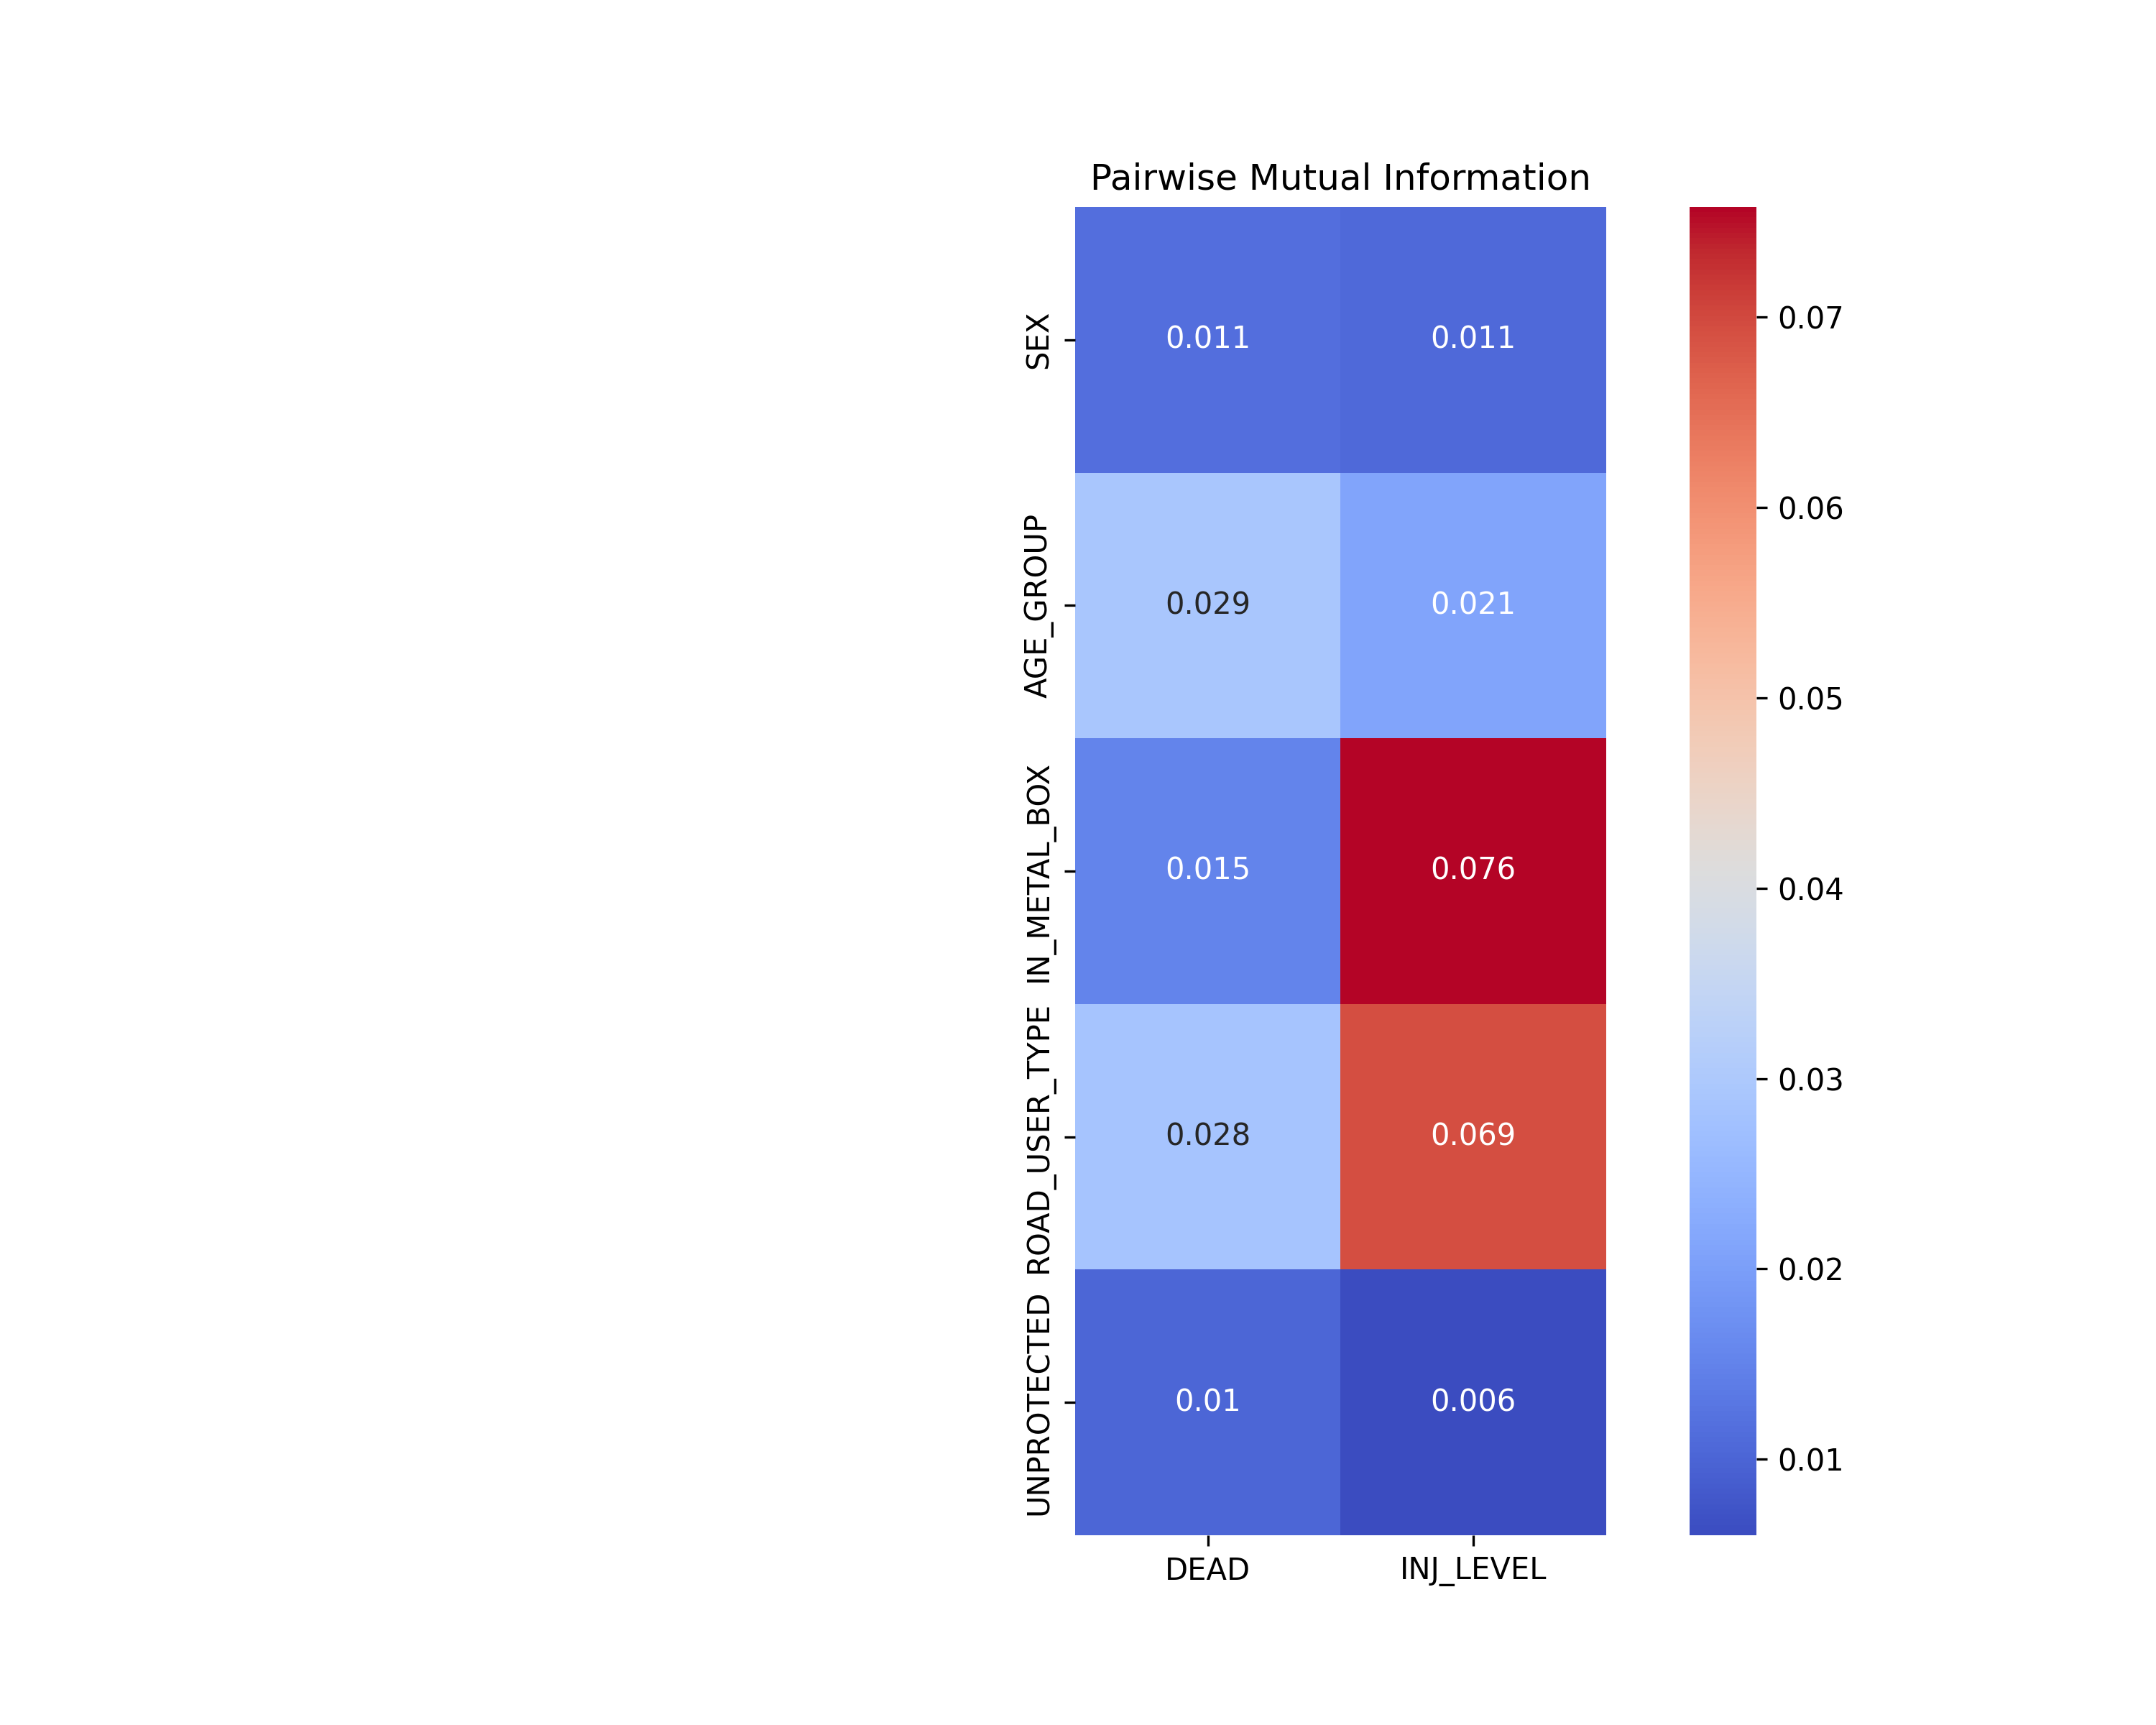 Pairwise Mutual Information
SEX
0.011 0.011
AGE_GROUP
0.029 0.021
IN_METAL_BOX
0.015 0.076
ROAD_USER_TYPE
0.028 0.069
UNPROTECTED
0.01 0.006
DEAD INJ_LEVEL
0.07
0.06
0.05
0.04
0.03
0.02
0.01